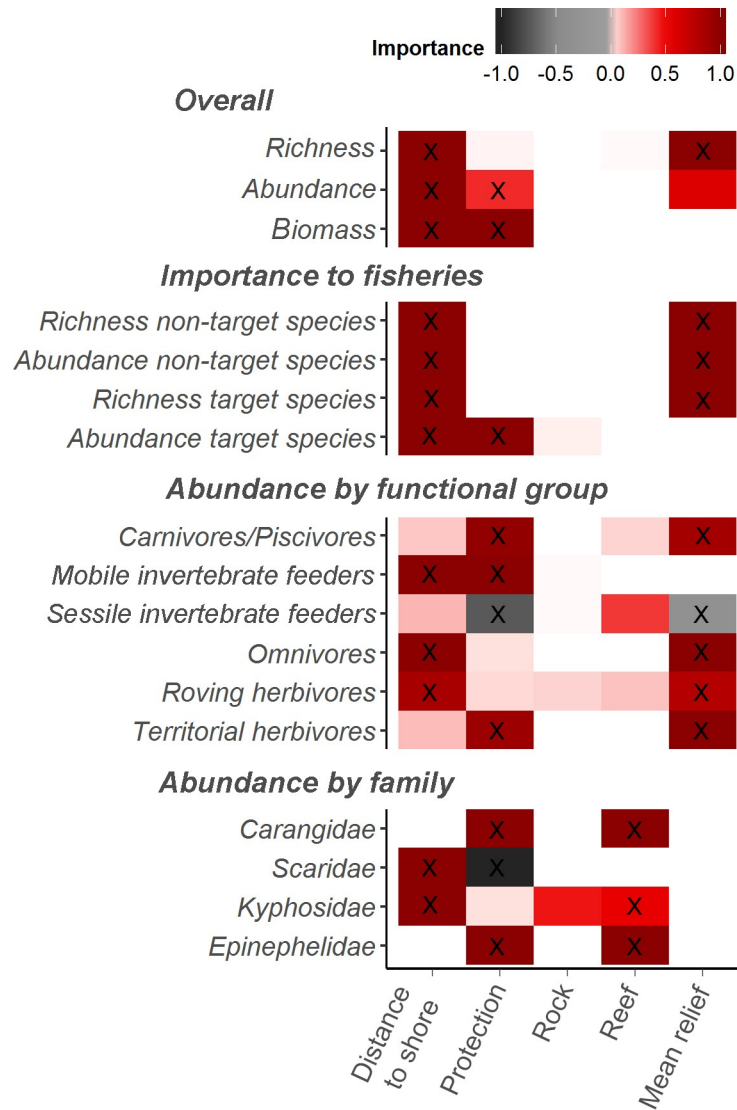 Importance
-1.0 -0.5 0.0 0.5 1.0
Overall
Richness X X
Abundance X X
Biomass X X
Importance to fisheries
Richness non-target species X X
Abundance non-target species X X
Richness target species X X
Abundance target species X X
Abundance by functional group
Carnivores/Piscivores X X
Mobile invertebrate feeders X X
Sessile invertebrate feeders X X
Omnivores X X
Roving herbivores X X
Territorial herbivores X X
Abundance by family
Carangidae X X
Scaridae X X
Kyphosidae X X
Epinephelidae X X
Distance
to shore
Protection
Rock
Reef
Mean relief